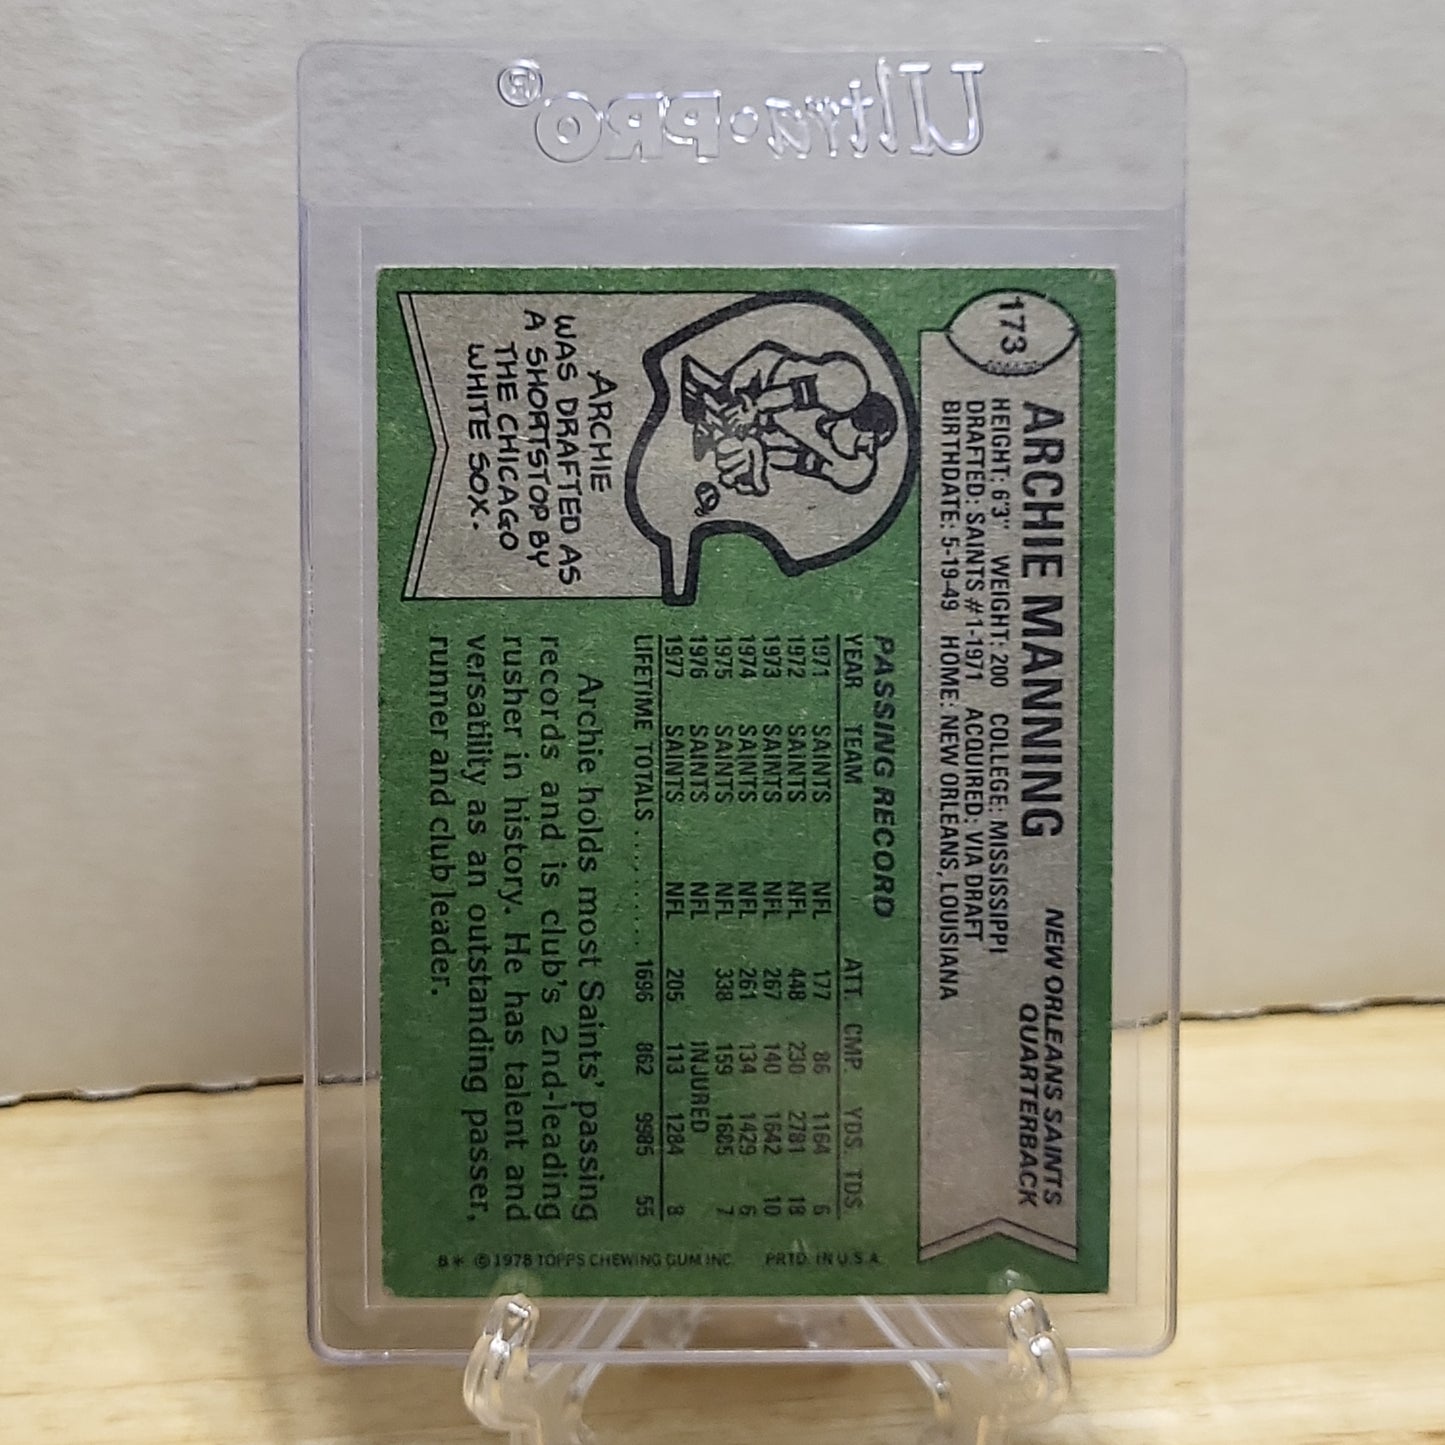 Ultra•PRO®
173
ARCHIE MANNING
NEW ORLEANS SAINTS
QUARTERBACK
HEIGHT: 6'3" WEIGHT: 200 COLLEGE: MISSISSIPPI
DRAFTED: SAINTS #1-1971 ACQUIRED: VIA DRAFT
BIRTHDATE: 5-19-49 HOME: NEW ORLEANS, LOUISIANA
ARCHIE
WAS DRAFTED AS
A SHORTSTOP BY
THE CHICAGO
WHITE SOX.
PASSING RECORD
YEAR TEAM ATT. CMP. YDS. TDS.
1971 SAINTS NFL 177 86 1164 6
1972 SAINTS NFL 448 230 2781 18
1973 SAINTS NFL 267 140 1642 10
1974 SAINTS NFL 261 134 1429 6
1975 SAINTS NFL 338 159 1605 7
1976 SAINTS NFL INJURED
1977 SAINTS NFL 205 113 1284 8
LIFETIME TOTALS .......... 1696 862 9985 55
Archie holds most Saints' passing
records and is club's 2nd-leading
rusher in history. He has talent and
versatility as an outstanding passer,
runner and club leader.
B* © 1978 TOPPS CHEWING GUM INC. PRTD. IN U.S.A.